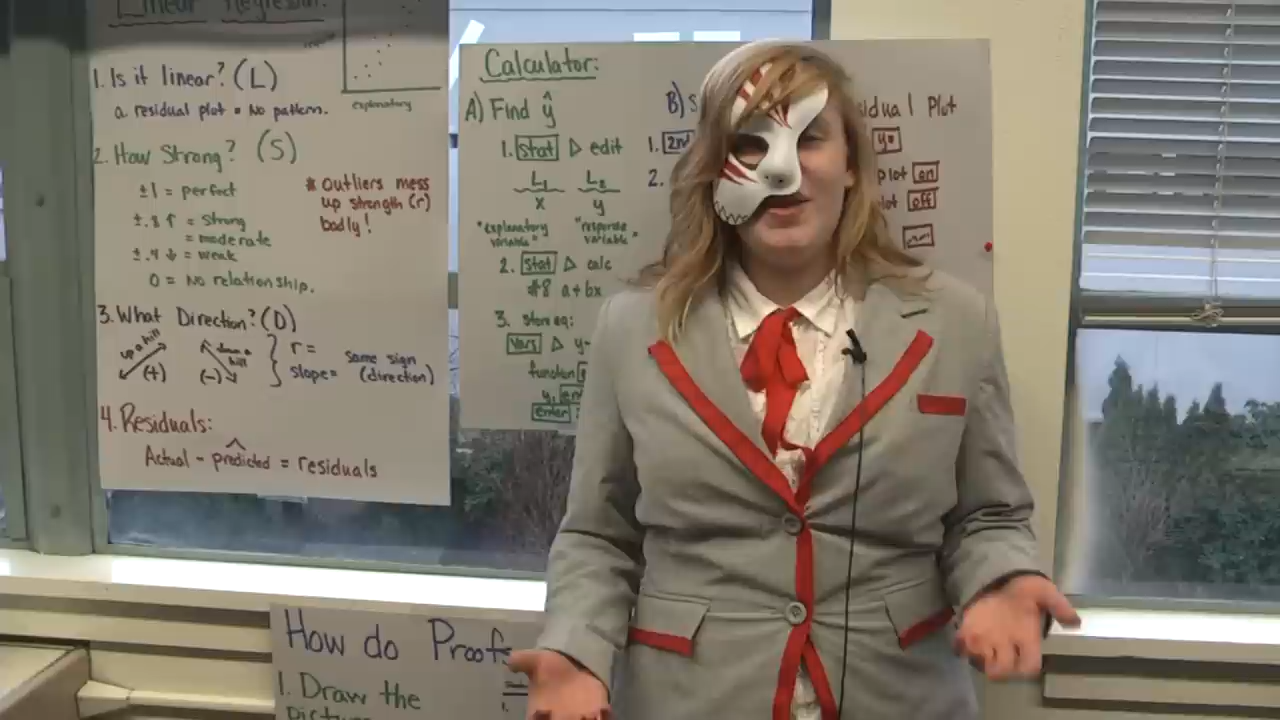 Linear Regression:
explanatory
1. Is it linear? (L)
a. residual plot = No pattern.
2. How Strong? (S)
±1 = perfect
±.8 ↑ = Strong
= moderate
±.4 ↓ = weak
0 = No relationship.
* outliers mess
up strength (r)
badly!
3. What Direction? (D)
up a hill
(+)
down a
hill
(-)
r =
slope =
Same sign
(direction)
4. Residuals:
Actual - predicted = residuals
Calculator:
A) Find ŷ
1. stat ▷ edit
L₁ L₂
x y
"explanatory
variable"
"response
variable"
2. stat ▷ calc
#8 a+bx
3. store eq:
Vars ▷ y-
enter
B) S
1. 2nd
2.
Plot
y=
plot on
off
How do Proofs
1. Draw the